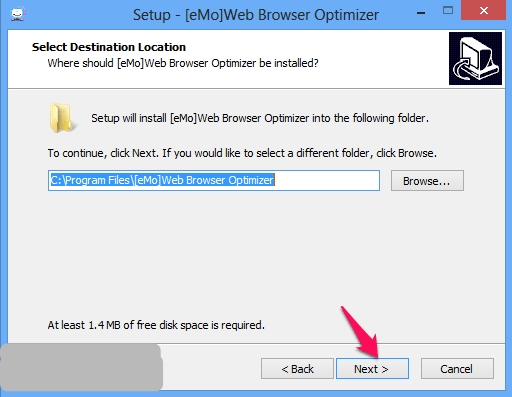 Setup - [eMo]Web Browser Optimizer
Select Destination Location
Where should [eMo]Web Browser Optimizer be installed?
Setup will install [eMo]Web Browser Optimizer into the following folder.
To continue, click Next. If you would like to select a different folder, click Browse.
C:\Program Files\[eMo]Web Browser Optimizer
Browse...
At least 1.4 MB of free disk space is required.
< Back Next > Cancel